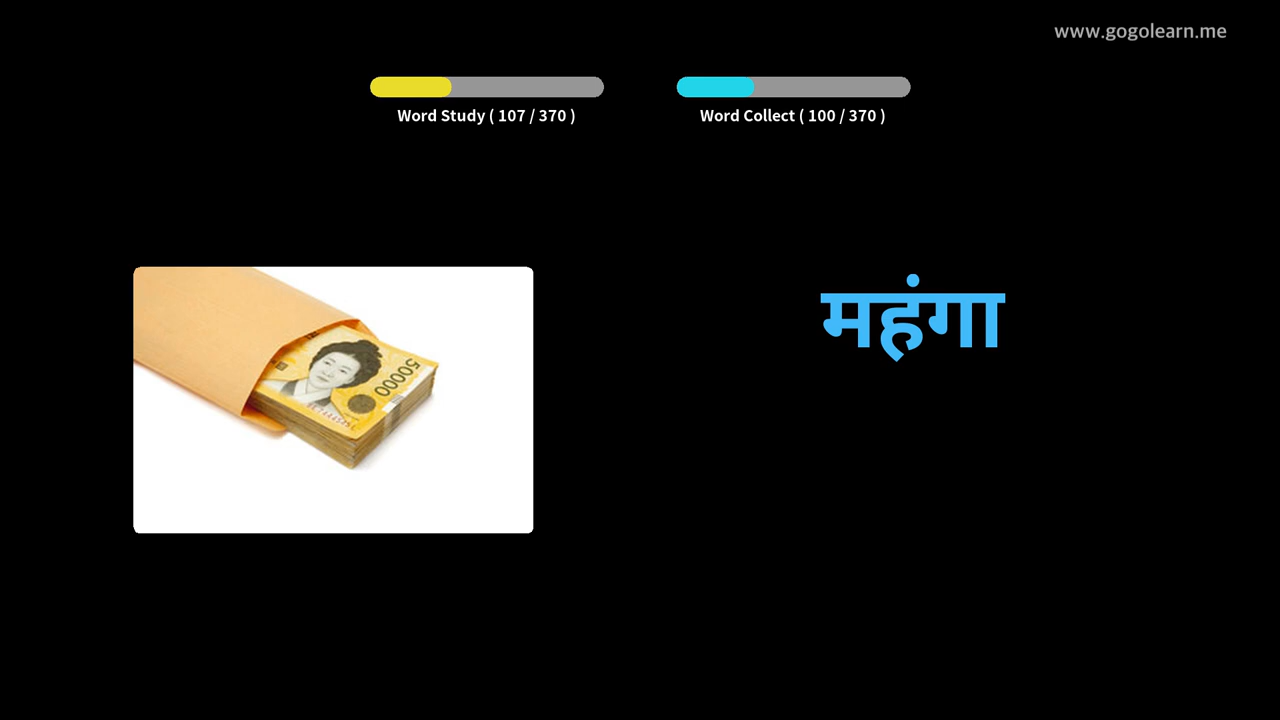 www.gogolearn.me
Word Study ( 107 / 370 )
Word Collect ( 100 / 370 )
महंगा
50000